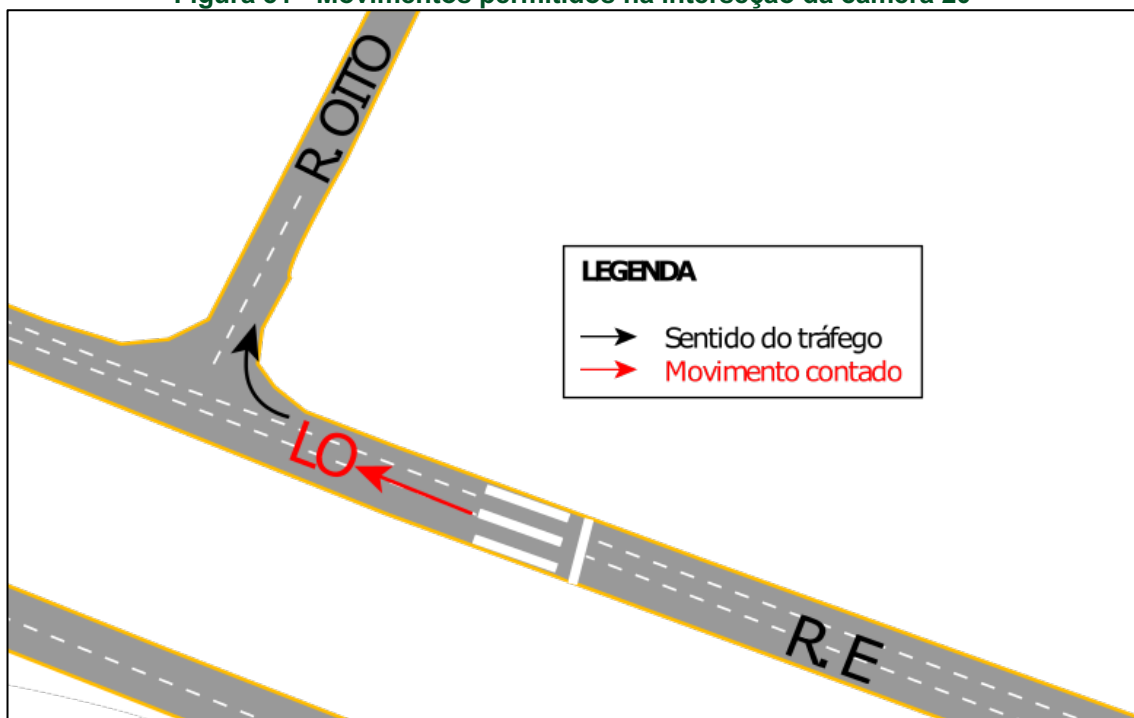 R. OITO
LEGENDA
Sentido do tráfego
Movimento contado
LO
R. E